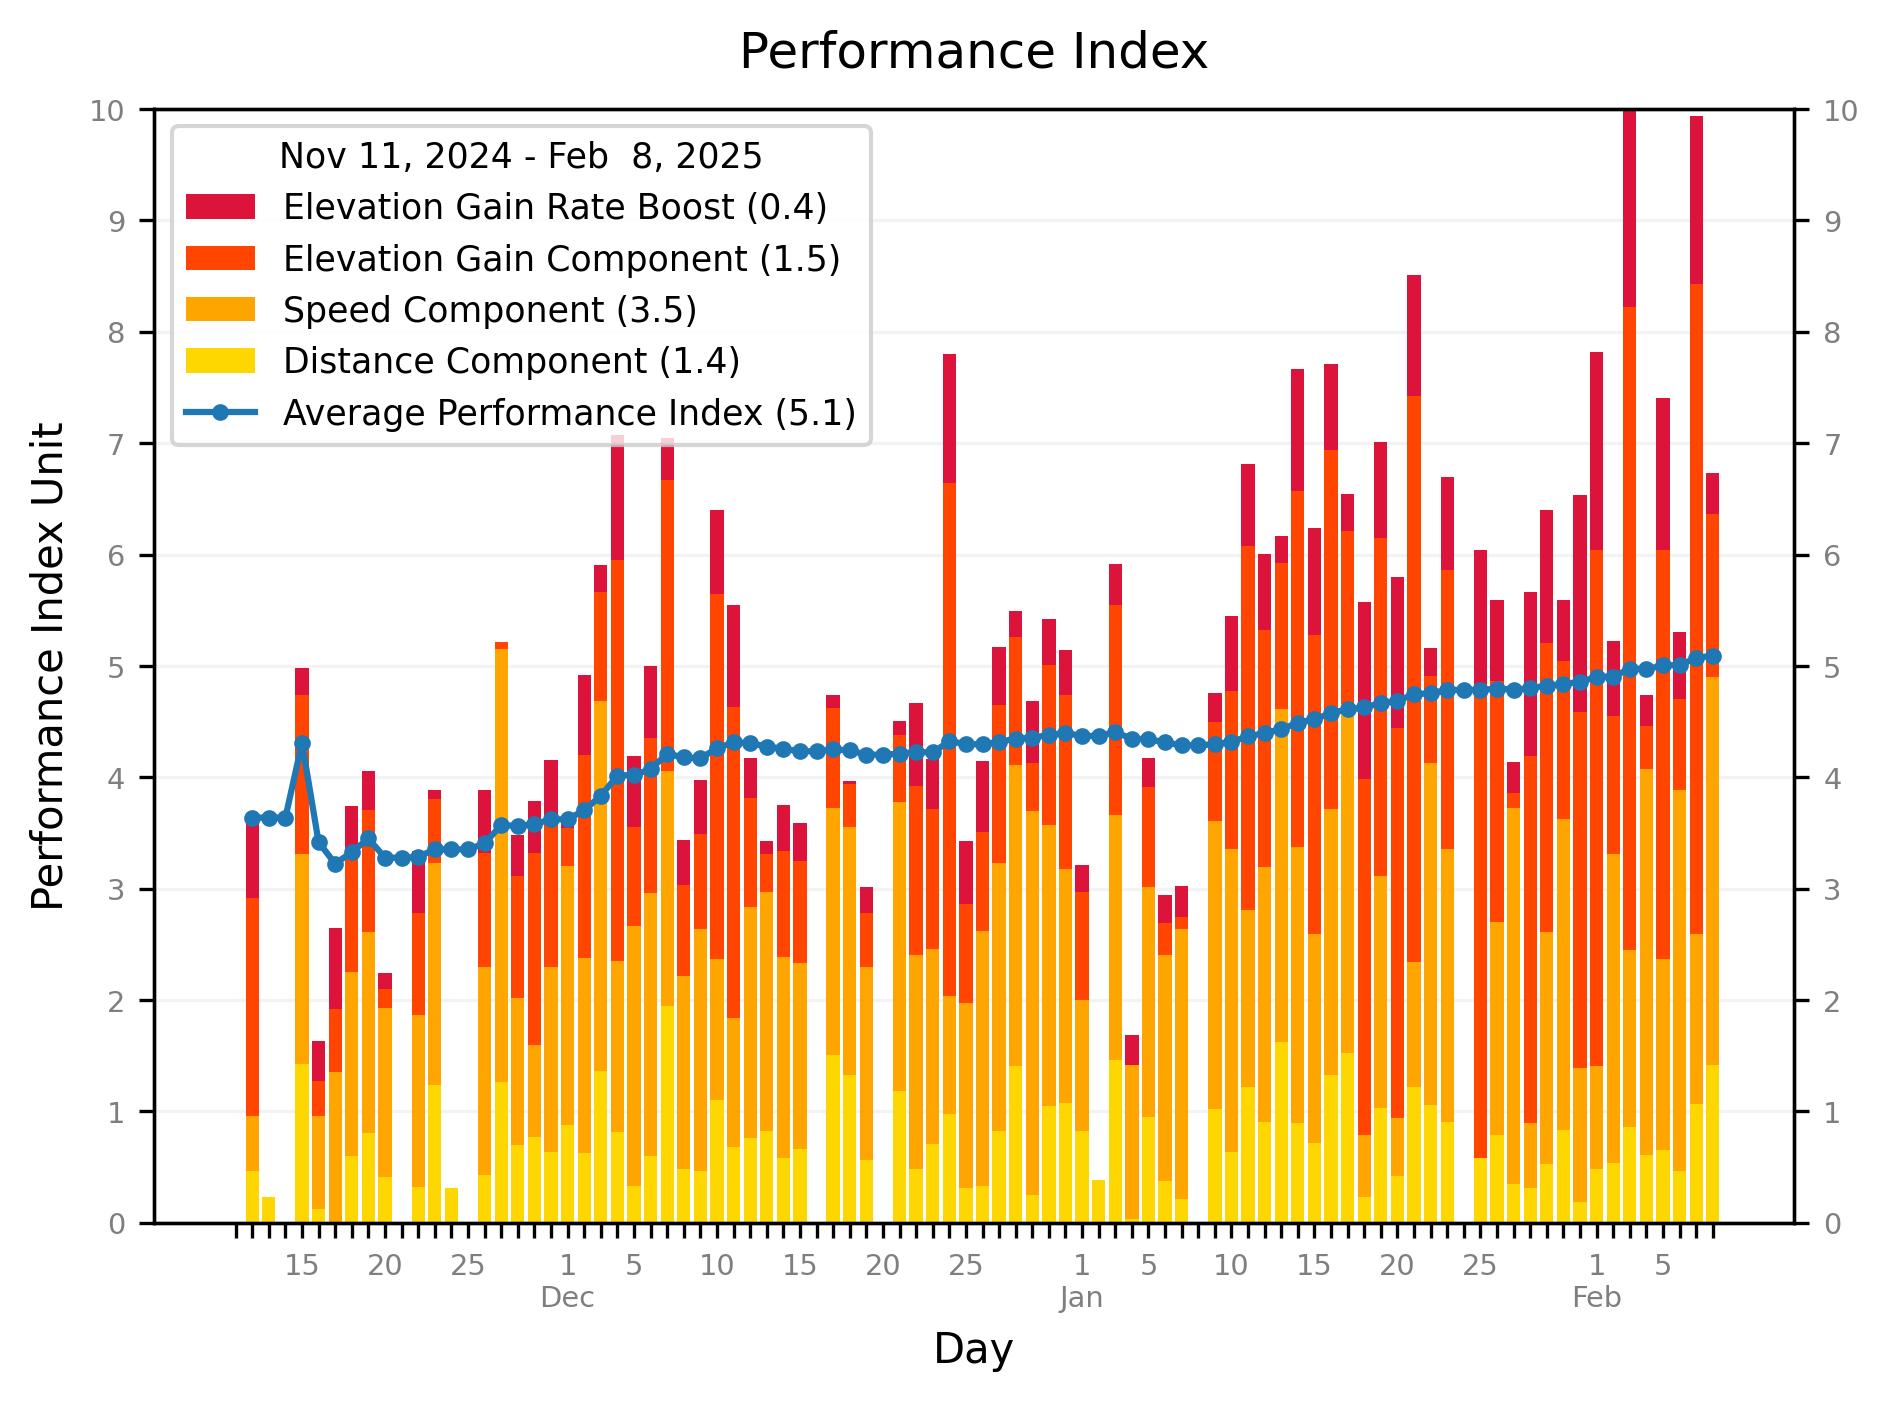 Performance Index
10 10
Nov 11, 2024 - Feb 8, 2025
Elevation Gain Rate Boost (0.4)
9 9
Elevation Gain Component (1.5)
Speed Component (3.5)
8 8
Distance Component (1.4)
Average Performance Index (5.1)
7 7
Performance Index Unit
6 6
5 5
4 4
3 3
2 2
1 1
0 0
15 20 25 1 5 10 15 20 25 1 5 10 15 20 25 1 5
Dec Jan Feb
Day